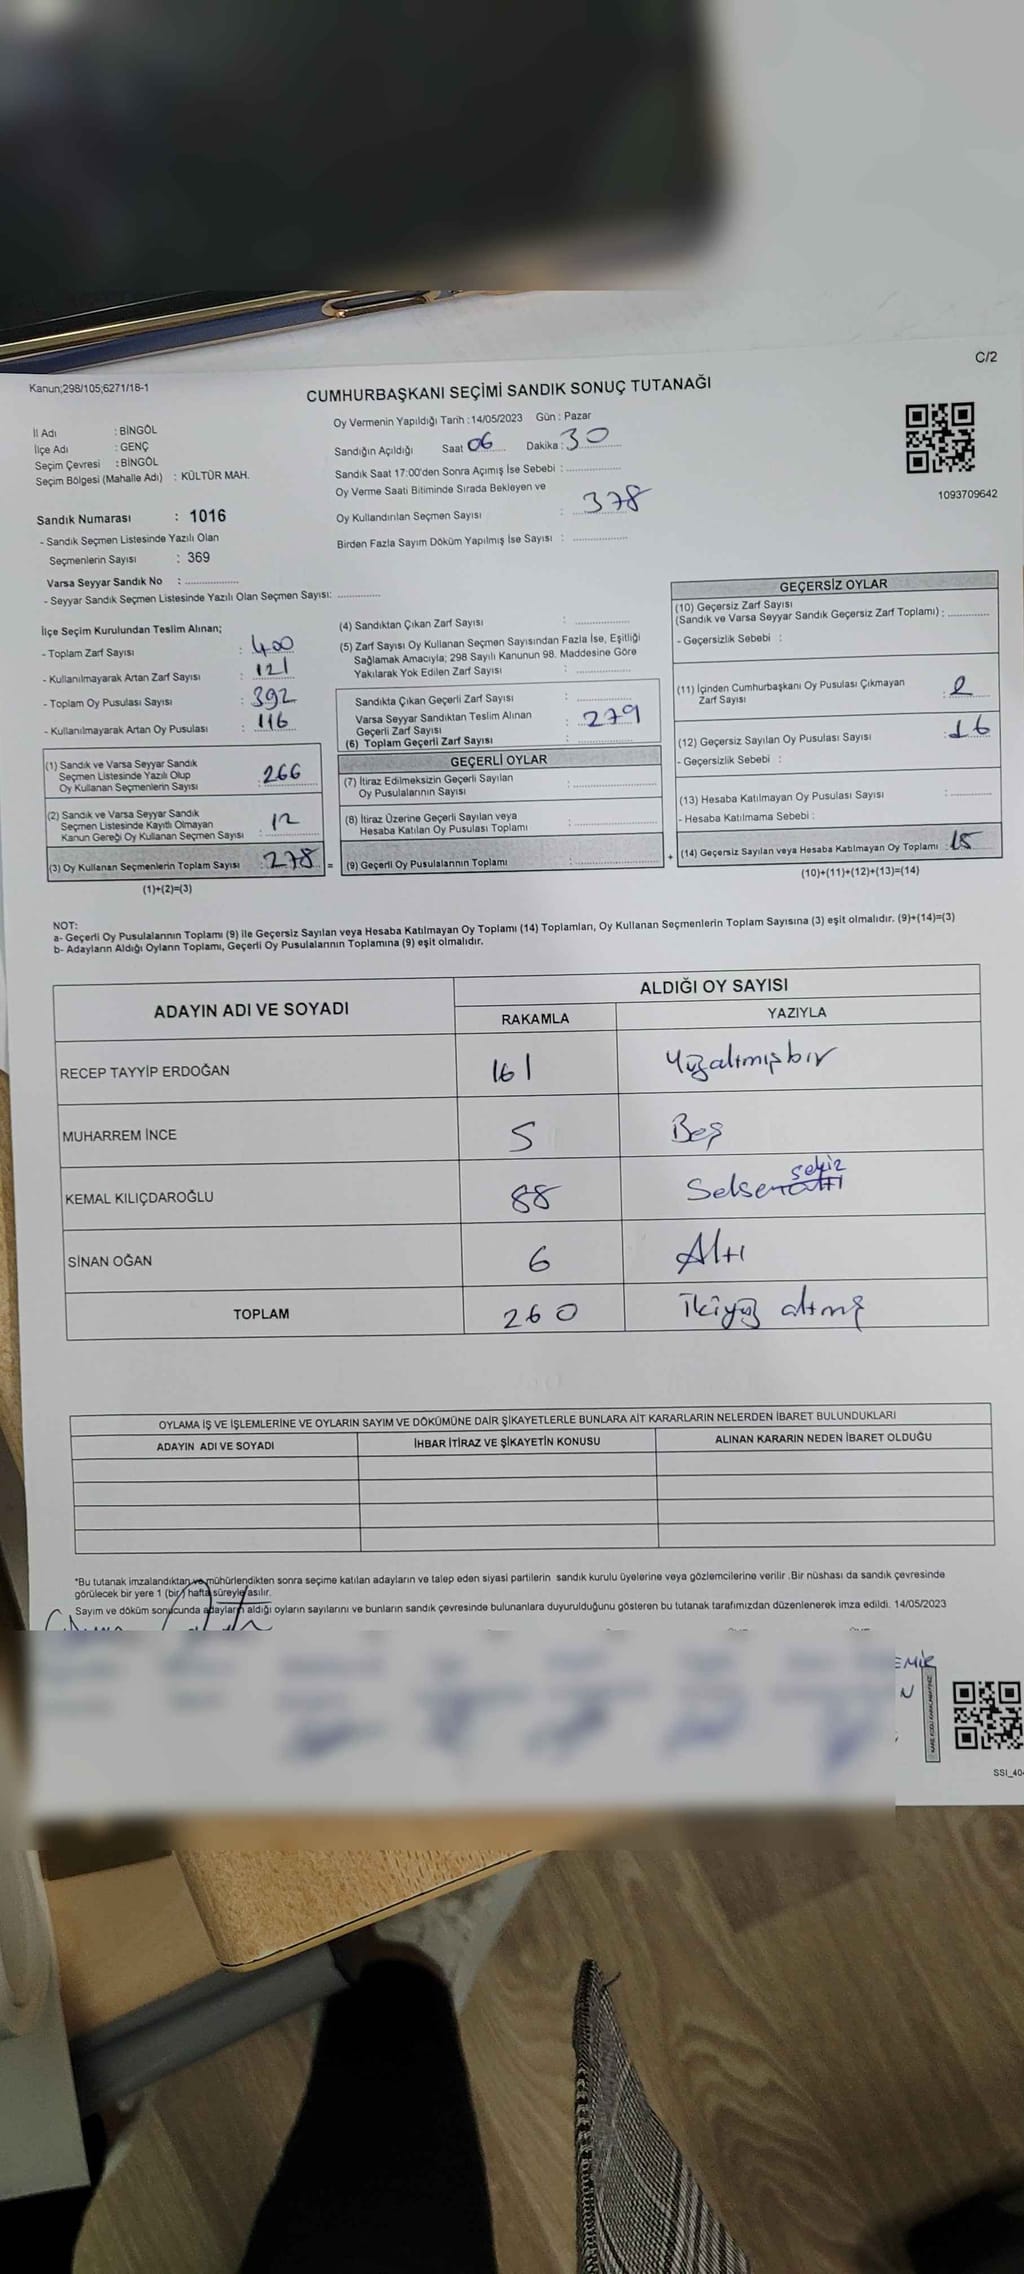 C/2
Kanun;298/105;6271/18-1
CUMHURBAŞKANI SEÇİMİ SANDIK SONUÇ TUTANAĞI
İl Adı : BİNGÖL
İlçe Adı : GENÇ
Seçim Çevresi : BİNGÖL
Seçim Bölgesi (Mahalle Adı) : KÜLTÜR MAH.
Sandık Numarası : 1016
- Sandık Seçmen Listesinde Yazılı Olan
Seçmenlerin Sayısı : 369
Varsa Seyyar Sandık No : ..................
- Seyyar Sandık Seçmen Listesinde Yazılı Olan Seçmen Sayısı: .............
Oy Vermenin Yapıldığı Tarih : 14/05/2023 Gün : Pazar
Sandığın Açıldığı Saat 06 Dakika : 30
Sandık Saat 17:00'den Sonra Açımış İse Sebebi : ..................
Oy Verme Saati Bitiminde Sırada Bekleyen ve
Oy Kullandırılan Seçmen Sayısı : 378
Birden Fazla Sayım Döküm Yapılmış İse Sayısı : ..................
1093709642
İlçe Seçim Kurulundan Teslim Alınan;
- Toplam Zarf Sayısı : 400
- Kullanılmayarak Artan Zarf Sayısı : 121
- Toplam Oy Pusulası Sayısı : 392
- Kullanılmayarak Artan Oy Pusulası : 116
(1) Sandık ve Varsa Seyyar Sandık
Seçmen Listesinde Yazılı Olup
Oy Kullanan Seçmenlerin Sayısı : 266
(2) Sandık ve Varsa Seyyar Sandık
Seçmen Listesinde Kayıtlı Olmayan
Kanun Gereği Oy Kullanan Seçmen Sayısı : 12
(3) Oy Kullanan Seçmenlerin Toplam Sayısı : 278 =
(1)+(2)=(3)
(4) Sandıktan Çıkan Zarf Sayısı : ..................
(5) Zarf Sayısı Oy Kullanan Seçmen Sayısından Fazla İse, Eşitliği
Sağlamak Amacıyla; 298 Sayılı Kanunun 98. Maddesine Göre
Yakılarak Yok Edilen Zarf Sayısı : ..................
Sandıkta Çıkan Geçerli Zarf Sayısı : ..................
Varsa Seyyar Sandıktan Teslim Alınan
Geçerli Zarf Sayısı : 279
(6) Toplam Geçerli Zarf Sayısı : ..................
GEÇERLİ OYLAR
(7) İtiraz Edilmeksizin Geçerli Sayılan
Oy Pusulalarının Sayısı : ..................
(8) İtiraz Üzerine Geçerli Sayılan veya
Hesaba Katılan Oy Pusulası Toplamı : ..................
(9) Geçerli Oy Pusulalarının Toplamı : .................. +
GEÇERSİZ OYLAR
(10) Geçersiz Zarf Sayısı
(Sandık ve Varsa Seyyar Sandık Geçersiz Zarf Toplamı) : .............
- Geçersizlik Sebebi :
(11) İçinden Cumhurbaşkanı Oy Pusulası Çıkmayan
Zarf Sayısı : 2
(12) Geçersiz Sayılan Oy Pusulası Sayısı : 16
- Geçersizlik Sebebi :
(13) Hesaba Katılmayan Oy Pusulası Sayısı : .............
- Hesaba Katılmama Sebebi :
(14) Geçersiz Sayılan veya Hesaba Katılmayan Oy Toplamı : 18
(10)+(11)+(12)+(13)=(14)
NOT:
a- Geçerli Oy Pusulalarının Toplamı (9) ile Geçersiz Sayılan veya Hesaba Katılmayan Oy Toplamı (14) Toplamları, Oy Kullanan Seçmenlerin Toplam Sayısına (3) eşit olmalıdır. (9)+(14)=(3)
b- Adayların Aldığı Oyların Toplamı, Geçerli Oy Pusulalarının Toplamına (9) eşit olmalıdır.
ADAYIN ADI VE SOYADI ALDIĞI OY SAYISI
RAKAMLA YAZIYLA
RECEP TAYYİP ERDOĞAN 161 Yüzaltmışbir
MUHARREM İNCE 5 Beş
KEMAL KILIÇDAROĞLU 88 Seksenaltı sekiz
SİNAN OĞAN 6 Altı
TOPLAM 260 İkiyüz altmış
OYLAMA İŞ VE İŞLEMLERİNE VE OYLARIN SAYIM VE DÖKÜMÜNE DAİR ŞİKAYETLERLE BUNLARA AİT KARARLARIN NELERDEN İBARET BULUNDUKLARI
ADAYIN ADI VE SOYADI İHBAR İTİRAZ VE ŞİKAYETİN KONUSU ALINAN KARARIN NEDEN İBARET OLDUĞU
*Bu tutanak imzalandıktan ve mühürlendikten sonra seçime katılan adayların ve talep eden siyasi partilerin sandık kurulu üyelerine veya gözlemcilerine verilir .Bir nüshası da sandık çevresinde
görülecek bir yere 1 (bir) hafta süreyle asılır.
Sayım ve döküm sonucunda adayların aldığı oyların sayılarını ve bunların sandık çevresinde bulunanlara duyurulduğunu gösteren bu tutanak tarafımızdan düzenlenerek imza edildi. 14/05/2023
EMİR
N
SSI_40